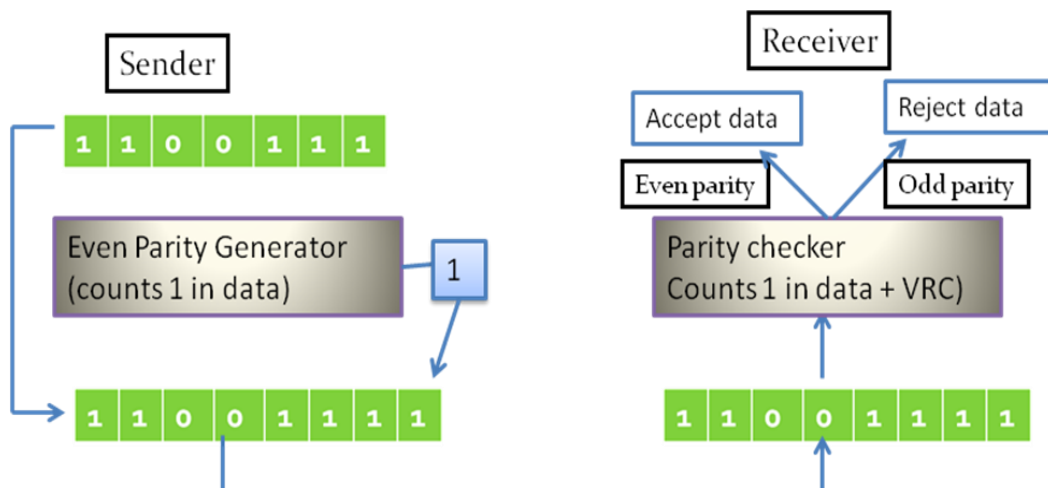 Sender
1 1 0 0 1 1 1
Even Parity Generator
(counts 1 in data)
1
1 1 0 0 1 1 1 1
Receiver
Accept data
Reject data
Even parity
Odd parity
Parity checker
Counts 1 in data + VRC)
1 1 0 0 1 1 1 1